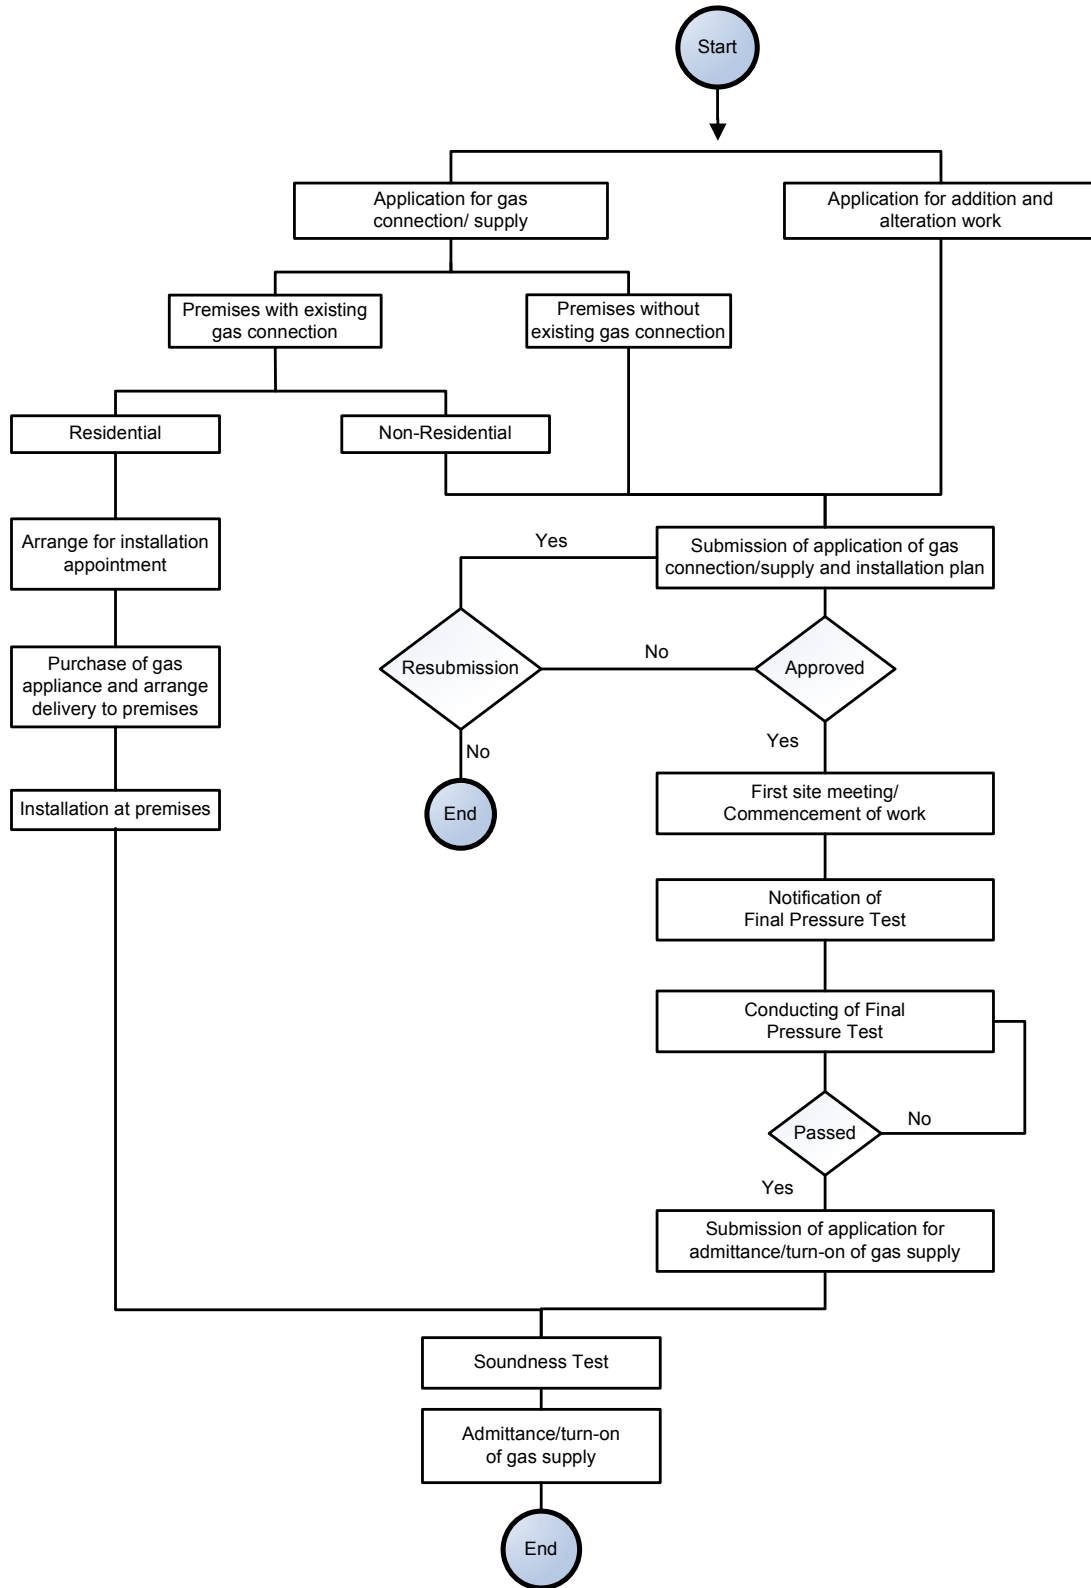 Start
Application for gas
connection/ supply
Application for addition and
alteration work
Premises with existing
gas connection
Premises without
existing gas connection
Residential
Non-Residential
Arrange for installation
appointment
Yes
Submission of application of gas
connection/supply and installation plan
Resubmission
No
Approved
Purchase of gas
appliance and arrange
delivery to premises
No
Yes
Installation at premises
End
First site meeting/
Commencement of work
Notification of
Final Pressure Test
Conducting of Final
Pressure Test
Passed
No
Yes
Submission of application for
admittance/turn-on of gas supply
Soundness Test
Admittance/turn-on
of gas supply
End